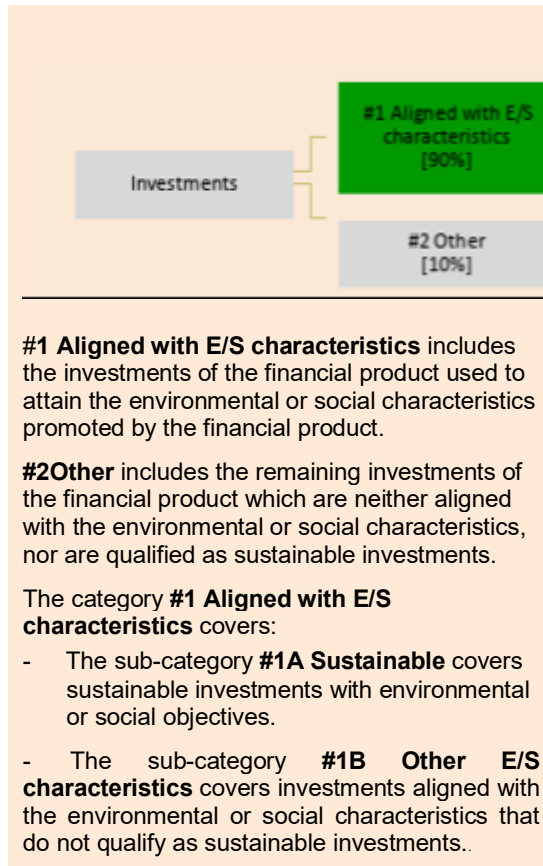 #1 Aligned with E/S
characteristics
[90%]
Investments
#2 Other
[10%]
#1 Aligned with E/S characteristics includes
the investments of the financial product used to
attain the environmental or social characteristics
promoted by the financial product.
#2Other includes the remaining investments of
the financial product which are neither aligned
with the environmental or social characteristics,
nor are qualified as sustainable investments.
The category #1 Aligned with E/S
characteristics covers:
- The sub-category #1A Sustainable covers
sustainable investments with environmental
or social objectives.
- The sub-category #1B Other E/S
characteristics covers investments aligned with
the environmental or social characteristics that
do not qualify as sustainable investments..